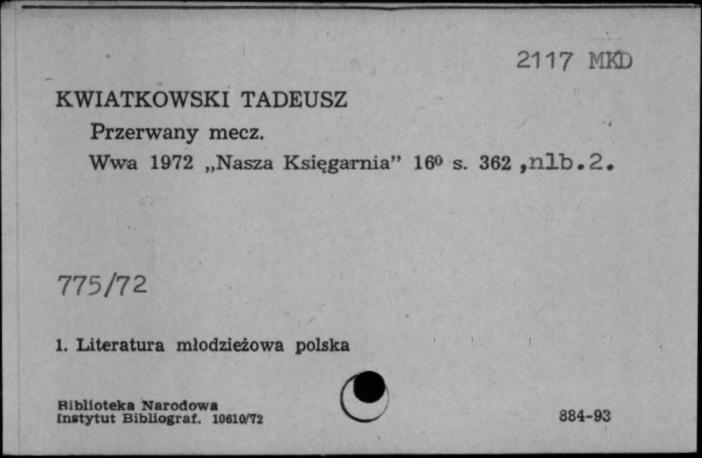 2117 MKD
KWIATKOWSKI TADEUSZ
Przerwany mecz.
Wwa 1972 „Nasza Księgarnia” 16º s. 362 ,nlb.2.
775/72
1. Literatura młodzieżowa polska
Biblioteka Narodowa
Instytut Bibliograf. 10610/72
884-93